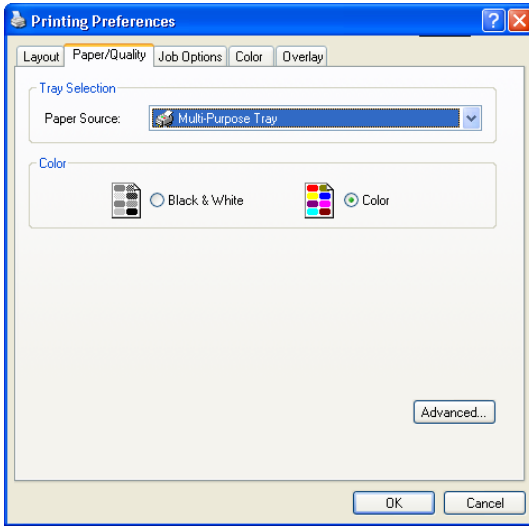 Printing Preferences
Layout Paper/Quality Job Options Color Overlay
Tray Selection
Paper Source: Multi-Purpose Tray
Color
Black & White Color
Advanced...
OK Cancel